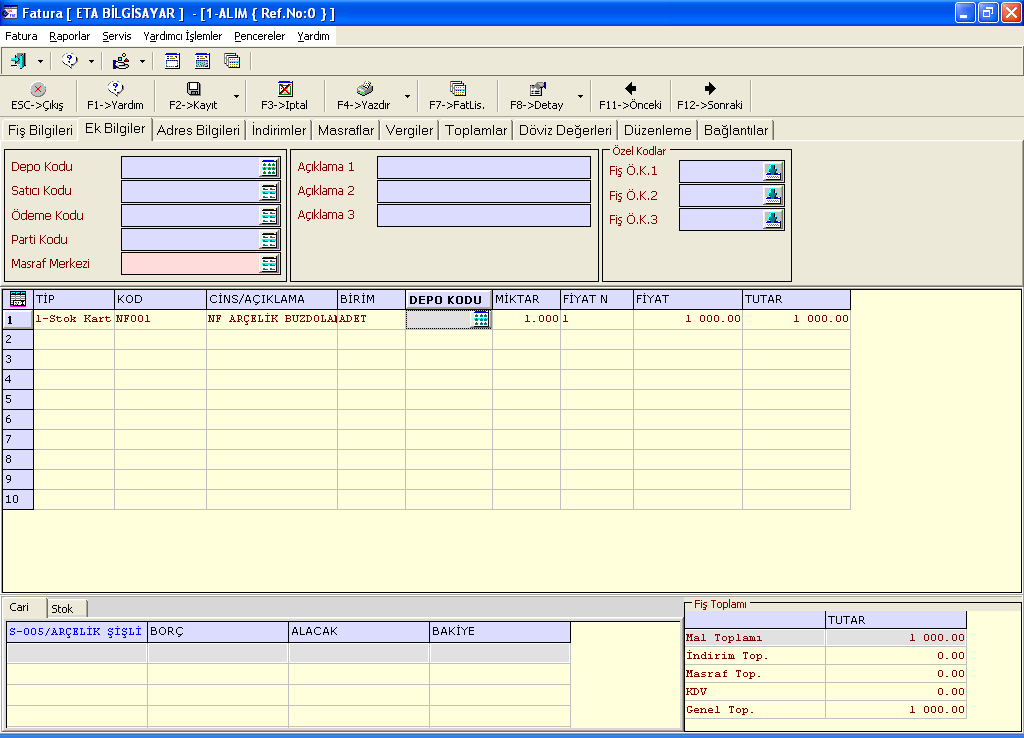 Fatura [ ETA BİLGİSAYAR ] - [1-ALIM { Ref.No:0 } ]
Fatura Raporlar Servis Yardımcı İşlemler Pencereler Yardım
ESC->Çıkış F1->Yardım F2->Kayıt F3->İptal F4->Yazdır F7->FatLis. F8->Detay F11->Önceki F12->Sonraki
Fiş Bilgileri Ek Bilgiler Adres Bilgileri İndirimler Masraflar Vergiler Toplamlar Döviz Değerleri Düzenleme Bağlantılar
Depo Kodu
Satıcı Kodu
Ödeme Kodu
Parti Kodu
Masraf Merkezi
Açıklama 1
Açıklama 2
Açıklama 3
Özel Kodlar
Fiş Ö.K.1
Fiş Ö.K.2
Fiş Ö.K.3
TİP KOD CİNS/AÇIKLAMA BİRİM DEPO KODU MİKTAR FİYAT N FİYAT TUTAR
1 1-Stok Kart NF001 NF ARÇELİK BUZDOLA ADET 1.000 1 1 000.00 1 000.00
2
3
4
5
6
7
8
9
10
Cari Stok
S-005/ARÇELİK ŞİŞLİ BORÇ ALACAK BAKİYE
Fiş Toplamı
TUTAR
Mal Toplamı 1 000.00
İndirim Top. 0.00
Masraf Top. 0.00
KDV 0.00
Genel Top. 1 000.00